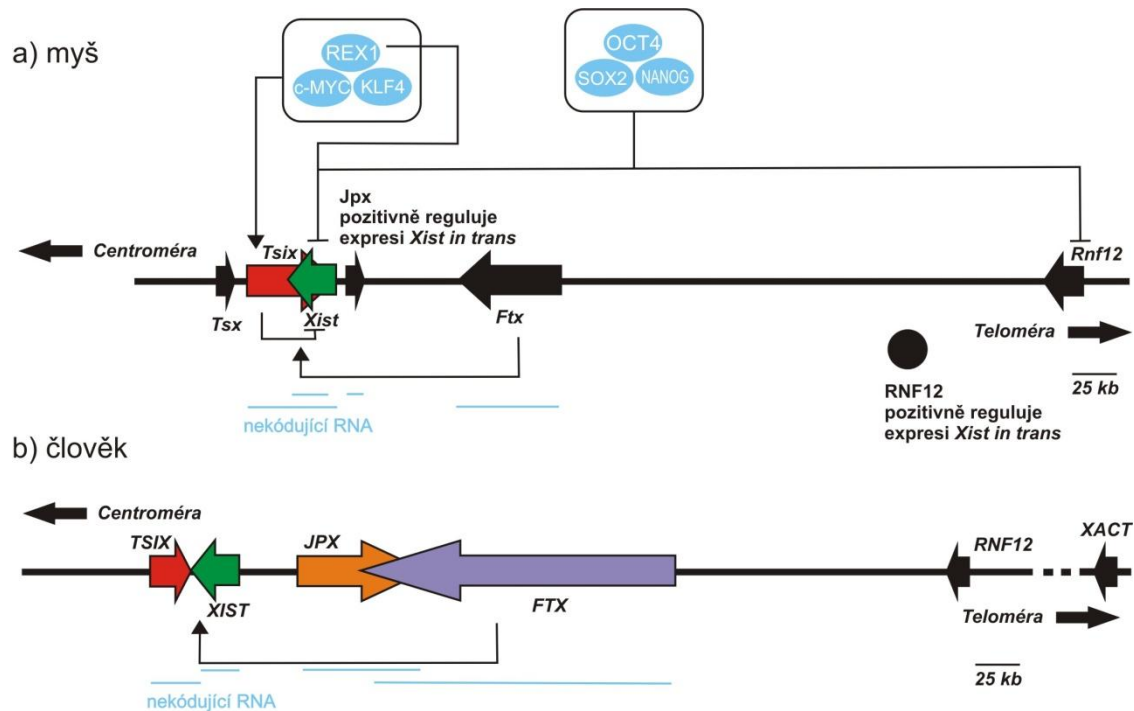 a) myš
REX1
c-MYC KLF4
OCT4
SOX2 NANOG
Jpx
pozitivně reguluje
expresi Xist in trans
Centroméra
Tsix
Rnf12
Tsx
Xist
Ftx
Teloméra
RNF12
pozitivně reguluje
expresi Xist in trans
25 kb
nekódující RNA
b) člověk
Centroméra
TSIX
JPX
RNF12
XACT
XIST
FTX
Teloméra
25 kb
nekódující RNA